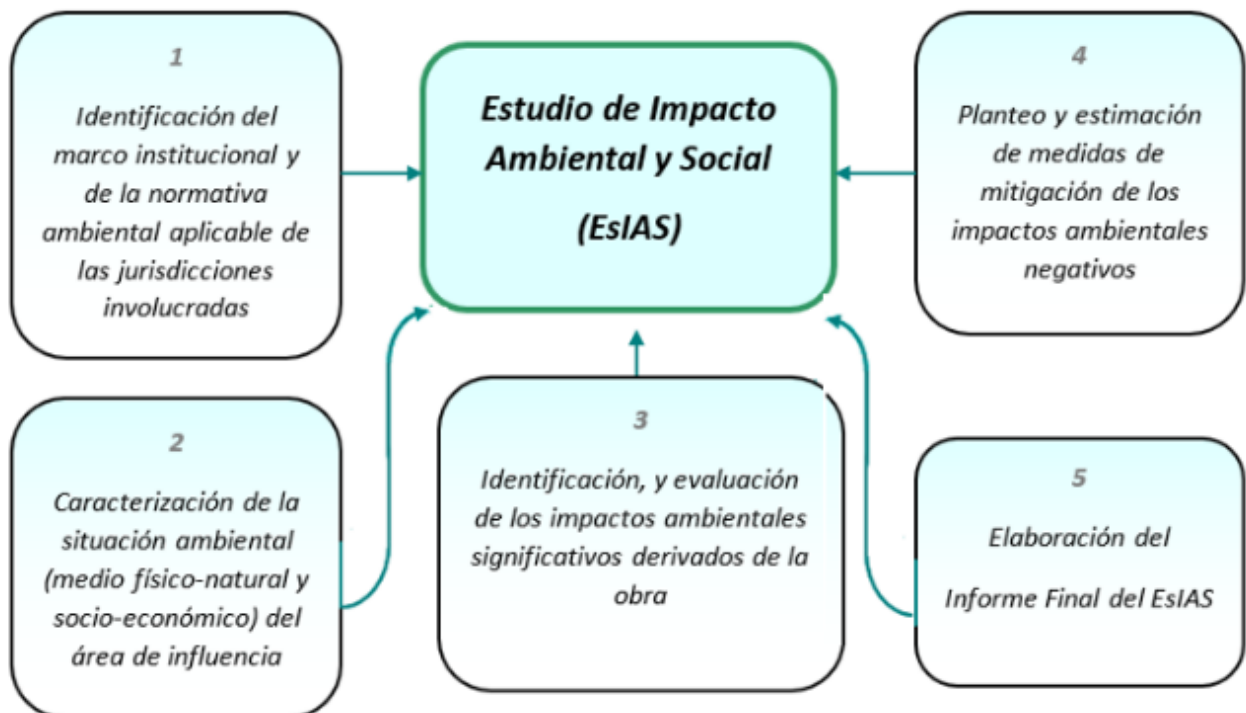 1
Identificación del
marco institucional y
de la normativa
ambiental aplicable de
las jurisdicciones
involucradas
2
Caracterización de la
situación ambiental
(medio físico-natural y
socio-económico) del
área de influencia
Estudio de Impacto
Ambiental y Social
(EsIAS)
3
Identificación, y evaluación
de los impactos ambientales
significativos derivados de la
obra
4
Planteo y estimación
de medidas de
mitigación de los
impactos ambientales
negativos
5
Elaboración del
Informe Final del EsIAS